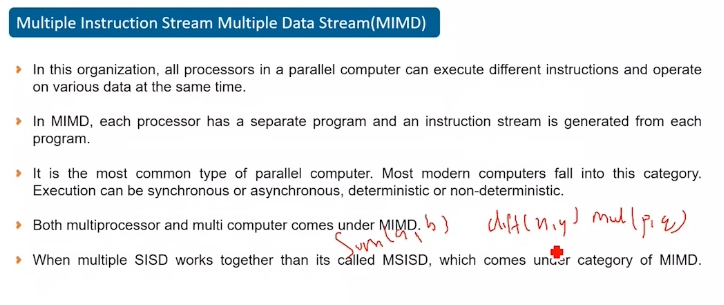 Multiple Instruction Stream Multiple Data Stream(MIMD)
In this organization, all processors in a parallel computer can execute different instructions and operate
on various data at the same time.
In MIMD, each processor has a separate program and an instruction stream is generated from each
program.
It is the most common type of parallel computer. Most modern computers fall into this category.
Execution can be synchronous or asynchronous, deterministic or non-deterministic.
Both multiprocessor and multi computer comes under MIMD.
Sum(a,b) diff(x,y) mul(p,q)
When multiple SISD works together than its called MSISD, which comes under category of MIMD.